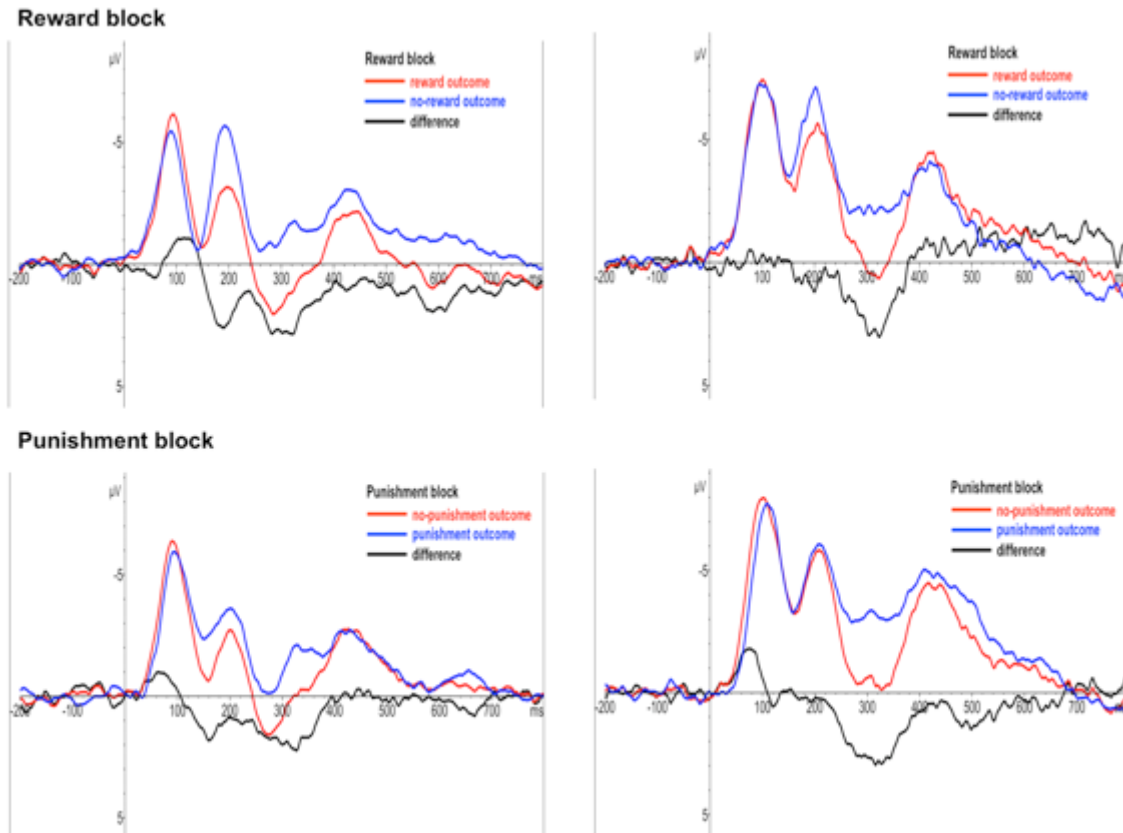 Reward block
µV
Reward block
reward outcome
no-reward outcome
difference
-5
-200 -100 100 200 300 400 500 600 700 ms
5
µV
Reward block
reward outcome
no-reward outcome
difference
-5
-200 -100 100 200 300 400 500 600 700
5
Punishment block
µV
Punishment block
no-punishment outcome
punishment outcome
difference
-5
-200 -100 100 200 300 400 500 600 700 ms
5
µV
Punishment block
no-punishment outcome
punishment outcome
difference
-5
-200 -100 100 200 300 400 500 600 700
5